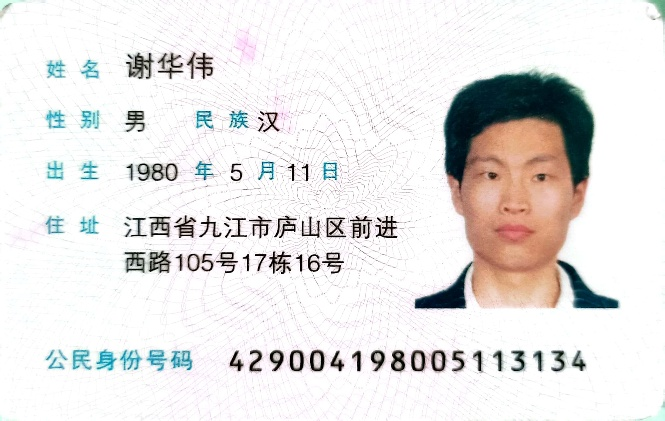 姓名 谢华伟
性别 男 民族 汉
出生 1980 年 5 月 11 日
住址 江西省九江市庐山区前进
西路105号17栋16号
公民身份号码 429004198005113134